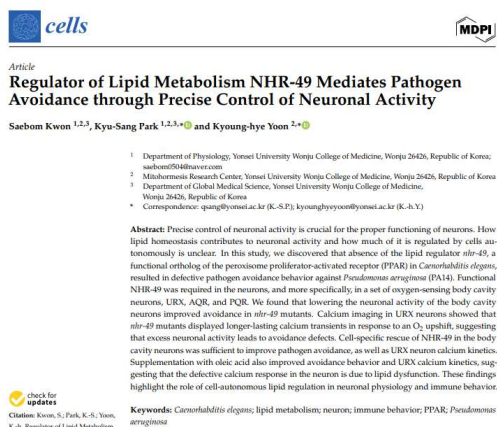 cells
MDPI
Article
Regulator of Lipid Metabolism NHR-49 Mediates Pathogen
Avoidance through Precise Control of Neuronal Activity
Saebom Kwon 1,2,3, Kyu-Sang Park 1,2,3,* and Kyoung-hye Yoon 2,*
1 Department of Physiology, Yonsei University Wonju College of Medicine, Wonju 26426, Republic of Korea;
saebom0504@naver.com
2 Mitohormesis Research Center, Yonsei University Wonju College of Medicine, Wonju 26426, Republic of Korea
3 Department of Global Medical Science, Yonsei University Wonju College of Medicine,
Wonju 26426, Republic of Korea
* Correspondence: qsang@yonsei.ac.kr (K.-S.P.); kyounghyeyoon@yonsei.ac.kr (K.-h.Y.)
Abstract: Precise control of neuronal activity is crucial for the proper functioning of neurons. How
lipid homeostasis contributes to neuronal activity and how much of it is regulated by cells au-
tonomously is unclear. In this study, we discovered that absence of the lipid regulator nhr-49, a
functional ortholog of the peroxisome proliferator-activated receptor (PPAR) in Caenorhabditis elegans,
resulted in defective pathogen avoidance behavior against Pseudomonas aeruginosa (PA14). Functional
NHR-49 was required in the neurons, and more specifically, in a set of oxygen-sensing body cavity
neurons, URX, AQR, and PQR. We found that lowering the neuronal activity of the body cavity
neurons improved avoidance in nhr-49 mutants. Calcium imaging in URX neurons showed that
nhr-49 mutants displayed longer-lasting calcium transients in response to an O2 upshift, suggesting
that excess neuronal activity leads to avoidance defects. Cell-specific rescue of NHR-49 in the body
cavity neurons was sufficient to improve pathogen avoidance, as well as URX neuron calcium kinetics.
Supplementation with oleic acid also improved avoidance behavior and URX calcium kinetics, sug-
gesting that the defective calcium response in the neuron is due to lipid dysfunction. These findings
highlight the role of cell-autonomous lipid regulation in neuronal physiology and immune behavior.
check for
updates
Citation: Kwon, S.; Park, K.-S.; Yoon,
K.-h. Regulator of Lipid Metabolism
Keywords: Caenorhabditis elegans; lipid metabolism; neuron; immune behavior; PPAR; Pseudomonas
aeruginosa